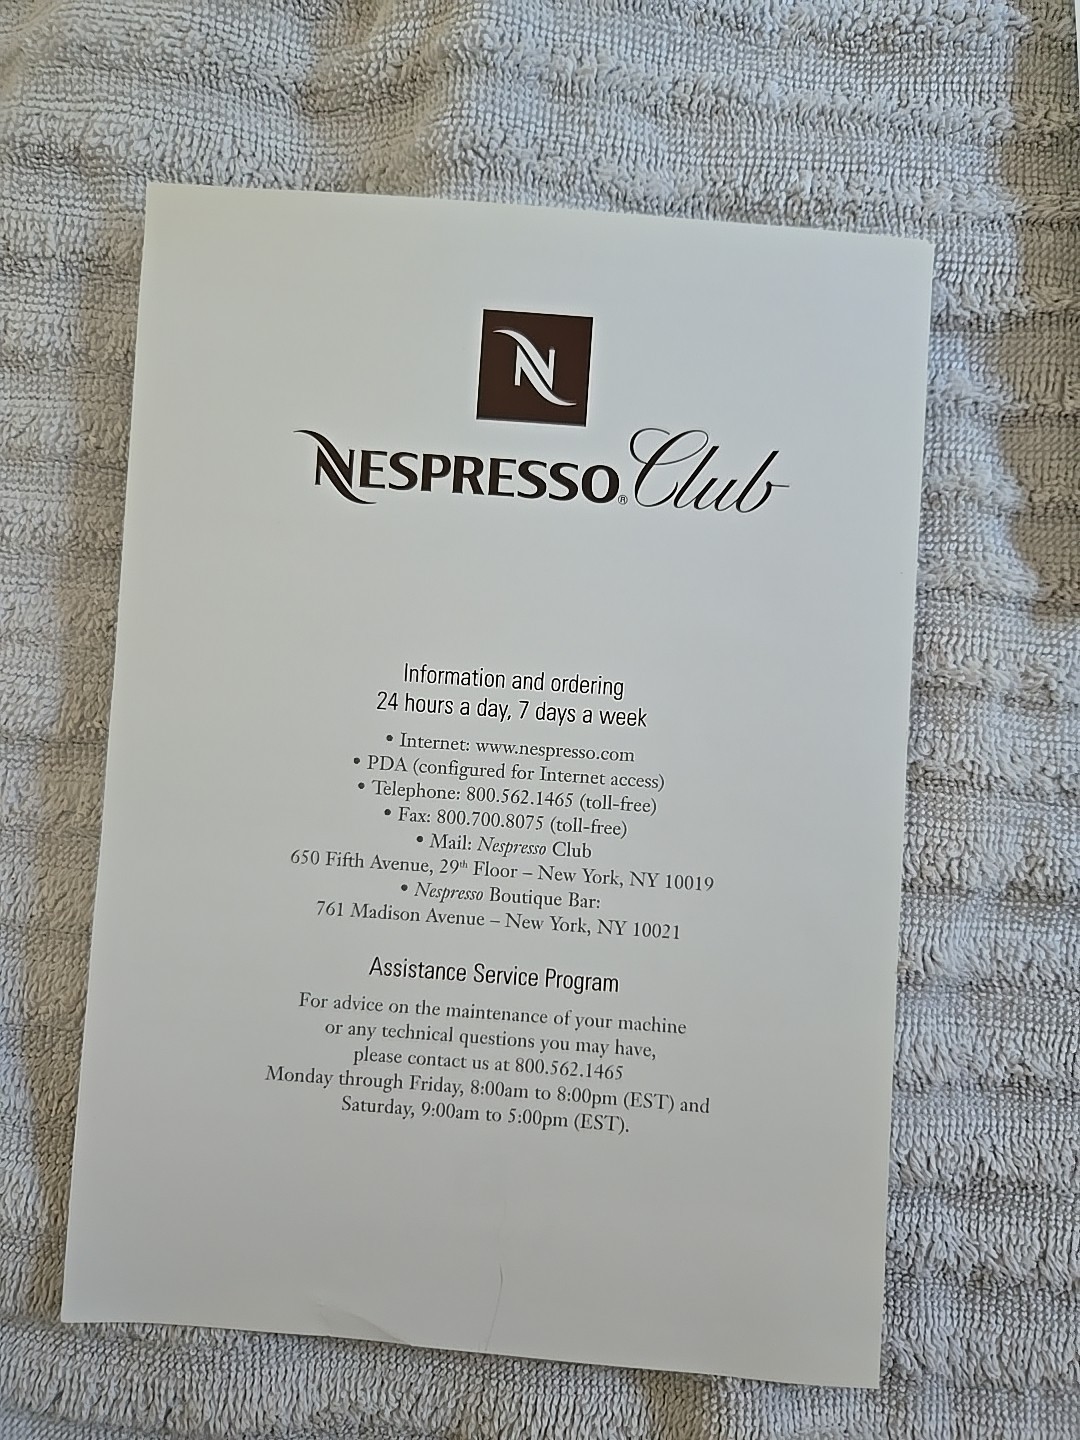 N
NESPRESSO® Club
Information and ordering
24 hours a day, 7 days a week
• Internet: www.nespresso.com
• PDA (configured for Internet access)
• Telephone: 800.562.1465 (toll-free)
• Fax: 800.700.8075 (toll-free)
• Mail: Nespresso Club
650 Fifth Avenue, 29th Floor – New York, NY 10019
• Nespresso Boutique Bar:
761 Madison Avenue – New York, NY 10021
Assistance Service Program
For advice on the maintenance of your machine
or any technical questions you may have,
please contact us at 800.562.1465
Monday through Friday, 8:00am to 8:00pm (EST) and
Saturday, 9:00am to 5:00pm (EST).